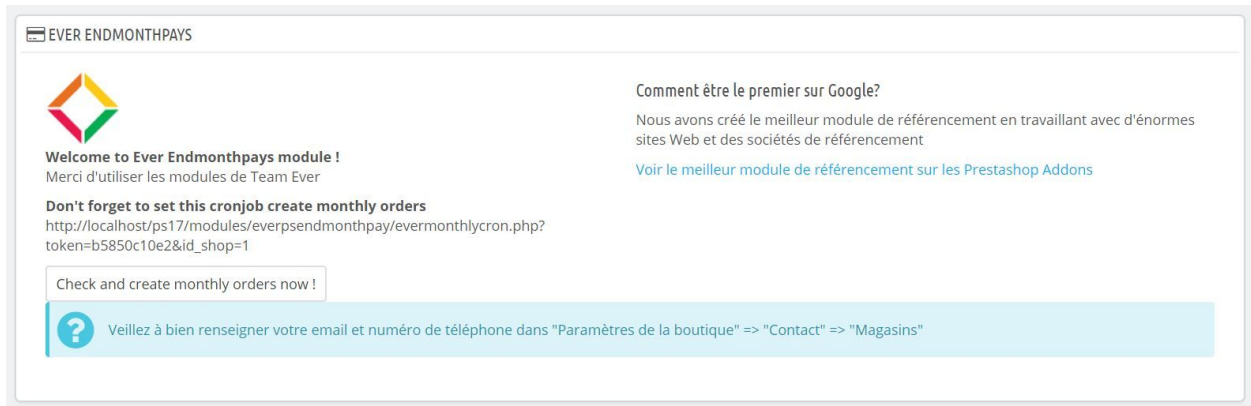 EVER ENDMONTHPAYS
Welcome to Ever Endmonthpays module !
Merci d'utiliser les modules de Team Ever
Don't forget to set this cronjob create monthly orders
http://localhost/ps17/modules/everpsendmonthpay/evermonthlycron.php?
token=b5850c10e2&id_shop=1
Check and create monthly orders now !
Comment être le premier sur Google?
Nous avons créé le meilleur module de référencement en travaillant avec d'énormes
sites Web et des sociétés de référencement
Voir le meilleur module de référencement sur les Prestashop Addons
Veillez à bien renseigner votre email et numéro de téléphone dans "Paramètres de la boutique" => "Contact" => "Magasins"